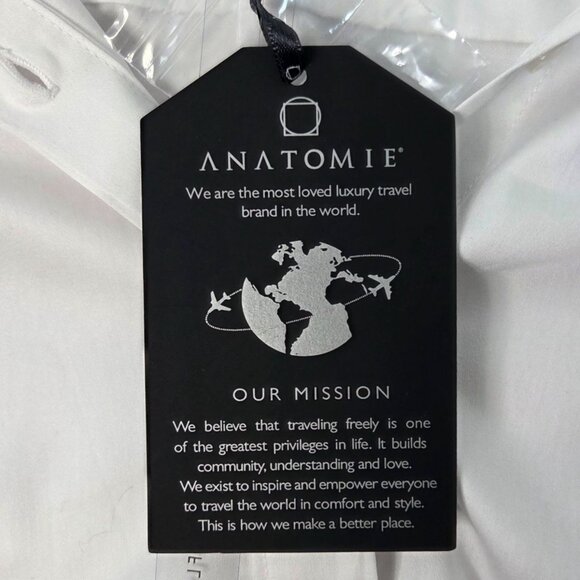 ANATOMIE®
We are the most loved luxury travel
brand in the world.
OUR MISSION
We believe that traveling freely is one
of the greatest privileges in life. It builds
community, understanding and love.
We exist to inspire and empower everyone
to travel the world in comfort and style.
This is how we make a better place.